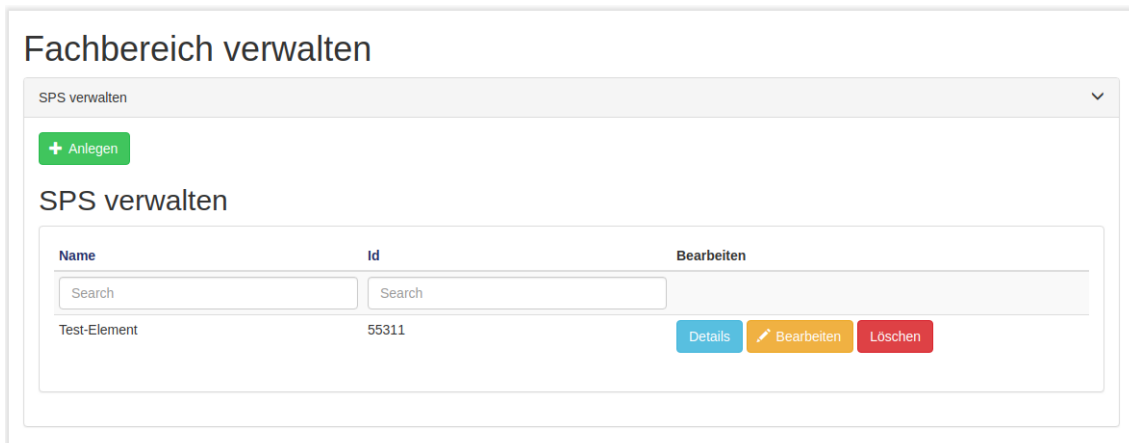 Fachbereich verwalten
SPS verwalten
Anlegen
SPS verwalten
Name Id Bearbeiten
Search Search
Test-Element 55311 Details Bearbeiten Löschen